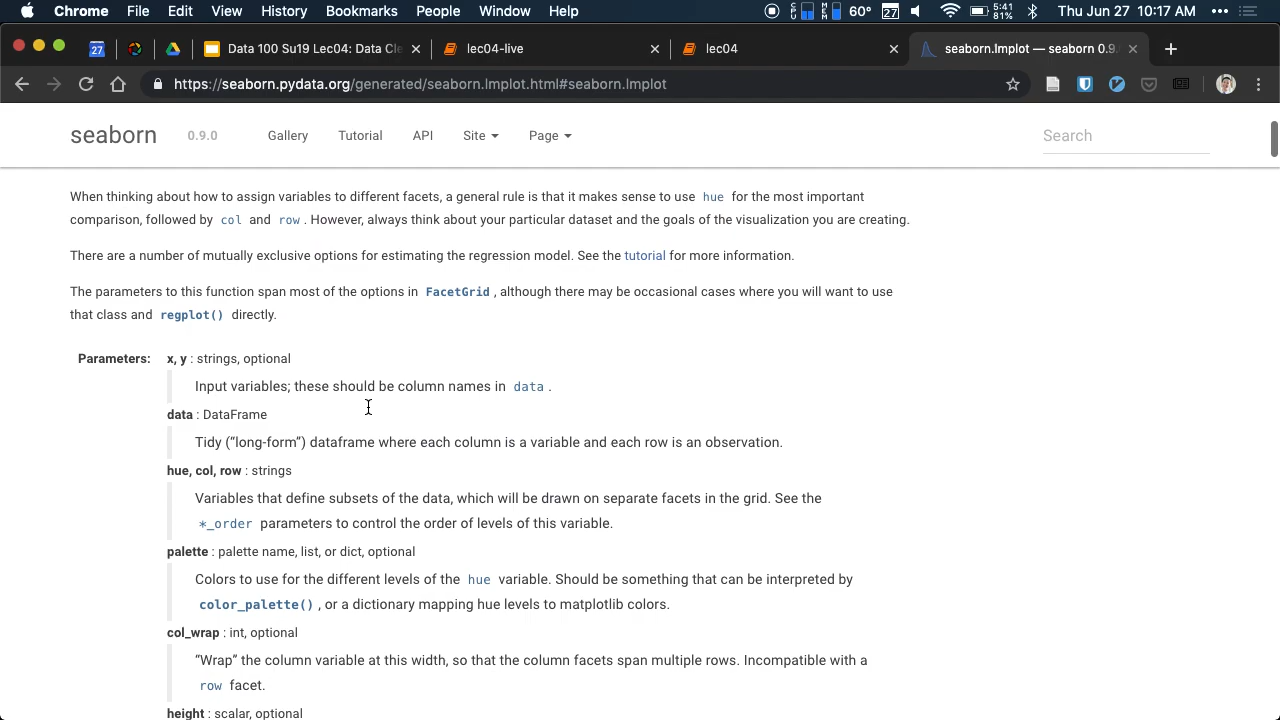 Chrome File Edit View History Bookmarks People Window Help 60° 27 5:41 81% Thu Jun 27 10:17 AM
27 Data 100 Su19 Lec04: Data Cle lec04-live lec04 seaborn.lmplot — seaborn 0.9.
https://seaborn.pydata.org/generated/seaborn.lmplot.html#seaborn.lmplot
seaborn 0.9.0 Gallery Tutorial API Site Page Search
When thinking about how to assign variables to different facets, a general rule is that it makes sense to use hue for the most important
comparison, followed by col and row . However, always think about your particular dataset and the goals of the visualization you are creating.
There are a number of mutually exclusive options for estimating the regression model. See the tutorial for more information.
The parameters to this function span most of the options in FacetGrid , although there may be occasional cases where you will want to use
that class and regplot() directly.
Parameters: x, y : strings, optional
Input variables; these should be column names in data .
data : DataFrame
Tidy (“long-form”) dataframe where each column is a variable and each row is an observation.
hue, col, row : strings
Variables that define subsets of the data, which will be drawn on separate facets in the grid. See the
*_order parameters to control the order of levels of this variable.
palette : palette name, list, or dict, optional
Colors to use for the different levels of the hue variable. Should be something that can be interpreted by
color_palette() , or a dictionary mapping hue levels to matplotlib colors.
col_wrap : int, optional
“Wrap” the column variable at this width, so that the column facets span multiple rows. Incompatible with a
row facet.
height : scalar, optional